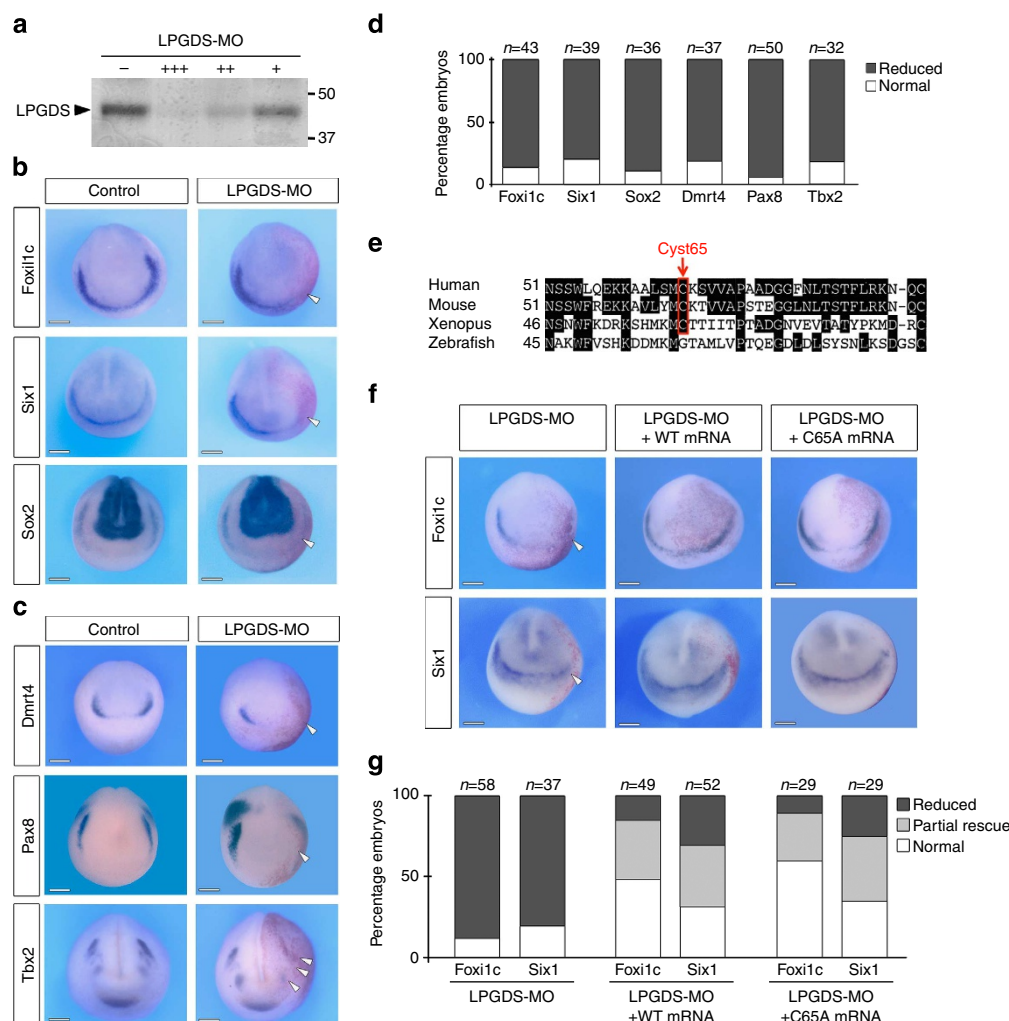 a
LPGDS-MO
– +++ ++ +
LPGDS
50
37
b
Control LPGDS-MO
Foxil1c
Six1
Sox2
c
Control LPGDS-MO
Dmrt4
Pax8
Tbx2
d
n=43 n=39 n=36 n=37 n=50 n=32
Percentage embryos
100
50
0
Foxi1c Six1 Sox2 Dmrt4 Pax8 Tbx2
Reduced
Normal
e
Cyst65
Human 51 NSSWLQEKKAALSMCKSVVAPAADGGFNLTSTFLRKN-QC
Mouse 51 NSSWFREKKAVLYMCKTVVAPSTEGGLNLTSTFLRKN-QC
Xenopus 46 NSNWFKDRKSHMKMCTTIITPTADGNVEVTATYPKMD-RC
Zebrafish 45 NAKWFVSHKDDMKMGTAMLVPTQEGDLDLSYSNLKSDGSC
f
LPGDS-MO
LPGDS-MO
+ WT mRNA
LPGDS-MO
+ C65A mRNA
Foxi1c
Six1
g
n=58 n=37 n=49 n=52 n=29 n=29
Percentage embryos
100
50
0
Reduced
Partial rescue
Normal
Foxi1c Six1 Foxi1c Six1 Foxi1c Six1
LPGDS-MO
LPGDS-MO
+WT mRNA
LPGDS-MO
+C65A mRNA